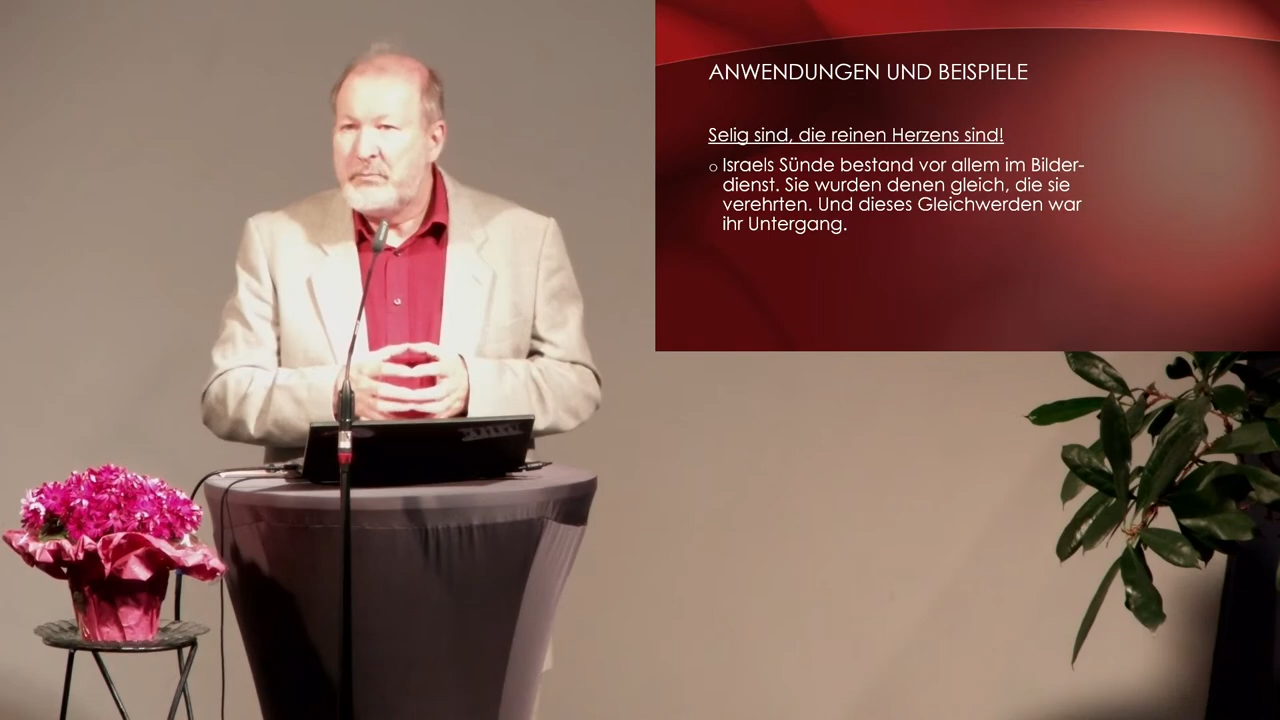 ANWENDUNGEN UND BEISPIELE
Selig sind, die reinen Herzens sind!
Israels Sünde bestand vor allem im Bilder-
dienst. Sie wurden denen gleich, die sie
verehrten. Und dieses Gleichwerden war
ihr Untergang.